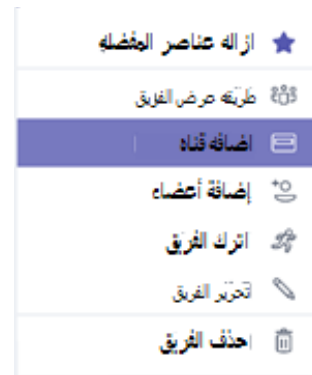 ازاله عناصر المفضله
طريقه عرض الفريق
اضافه قناه
إضافة أعضاء
اترك الفريق
تحرير الفريق
احذف الفريق